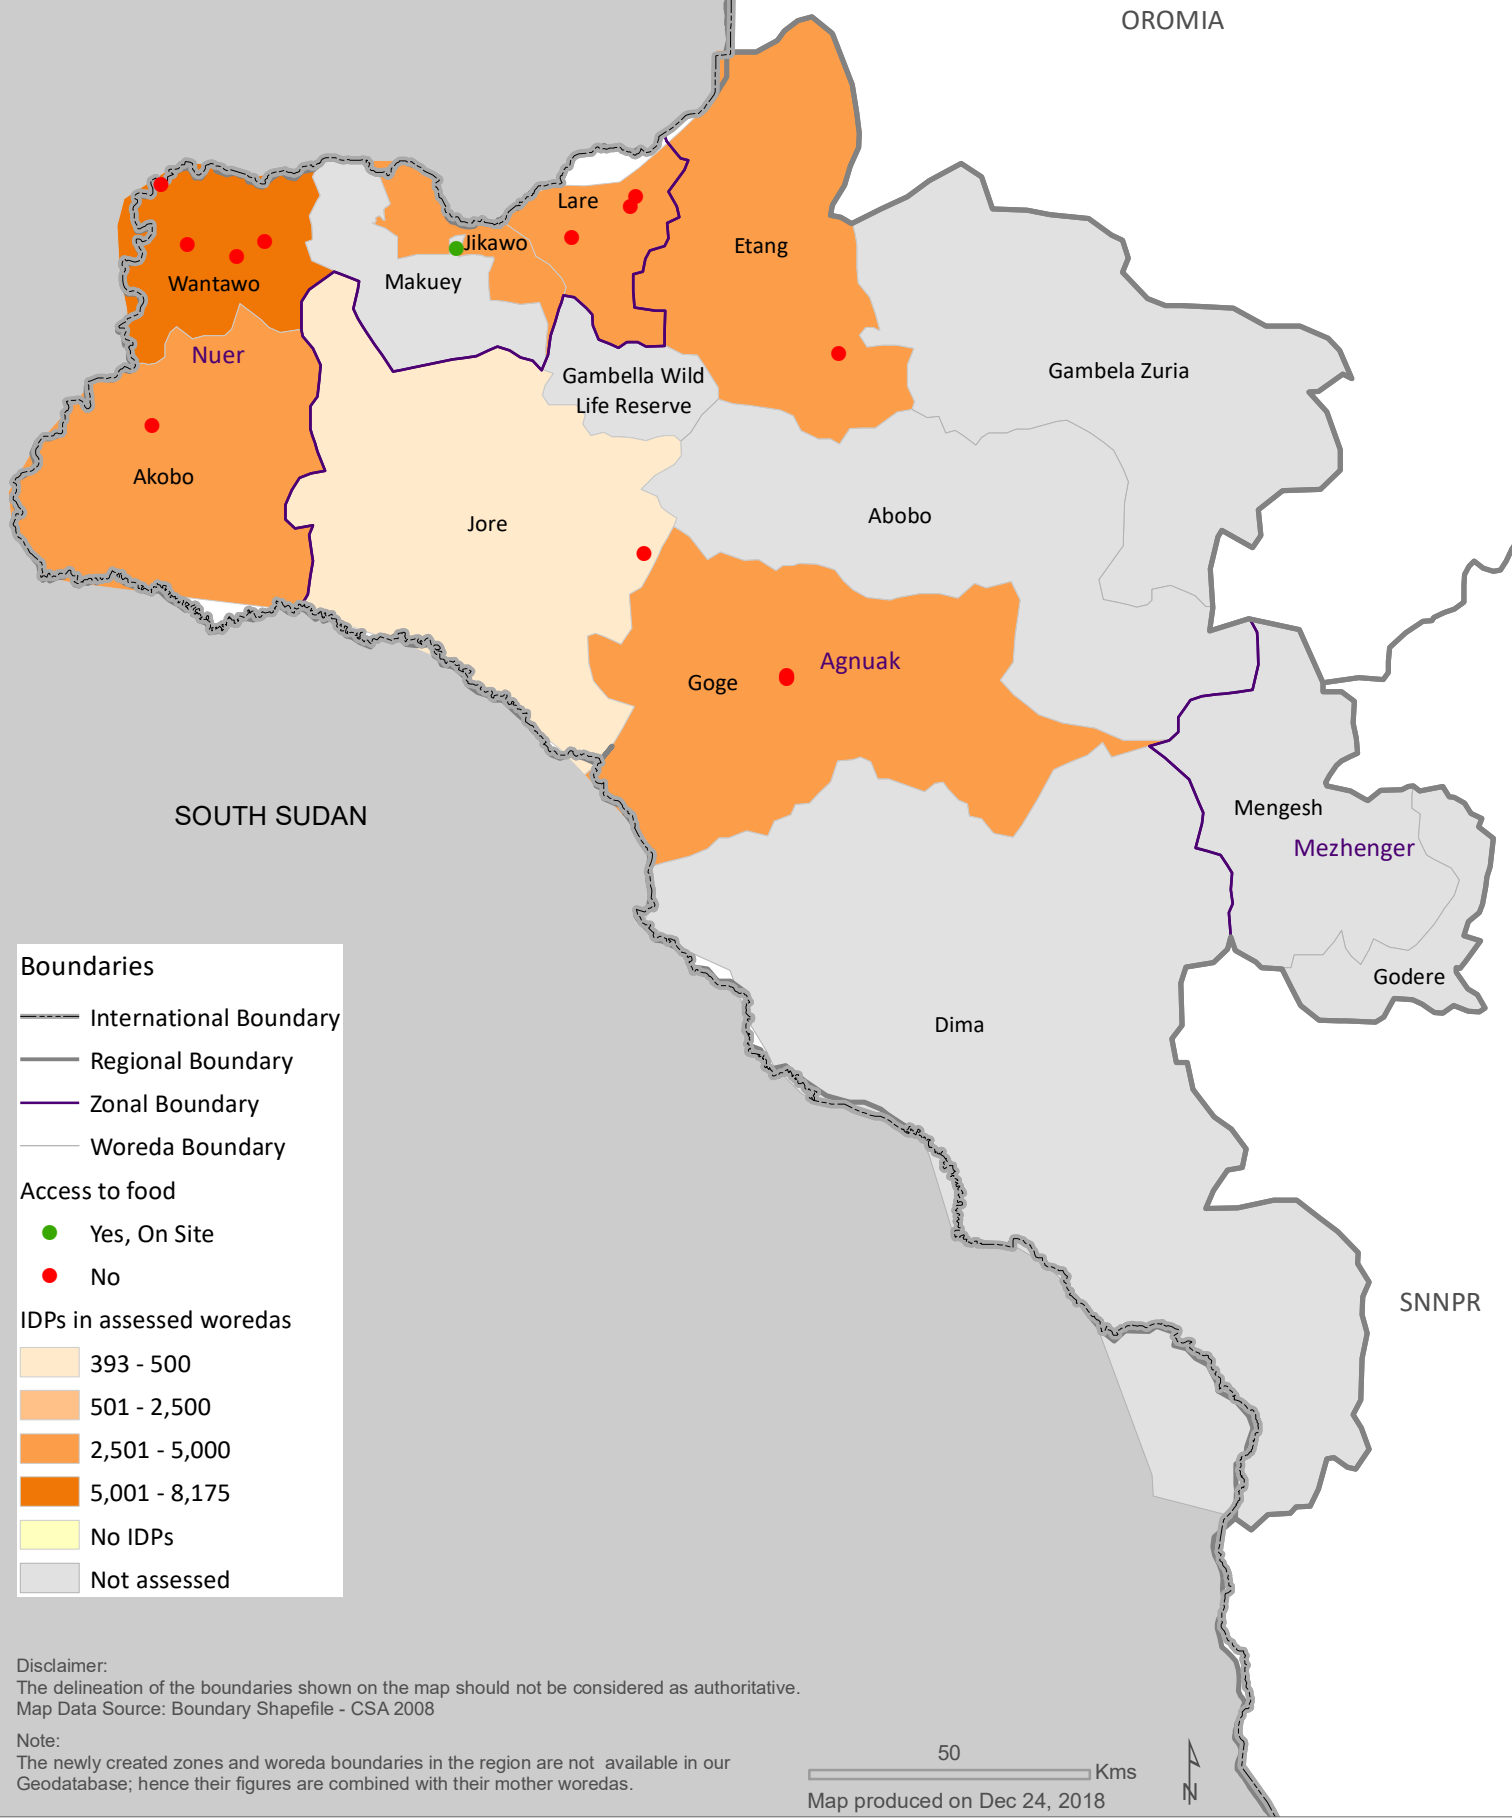 OROMIA
Lare
Jikawo
Etang
Makuey
Wantawo
Nuer
Gambella Wild
Life Reserve
Gambela Zuria
Akobo
Jore
Abobo
Agnuak
Goge
SOUTH SUDAN
Mengesh
Mezhenger
Godere
Dima
SNNPR
Boundaries
International Boundary
Regional Boundary
Zonal Boundary
Woreda Boundary
Access to food
Yes, On Site
No
IDPs in assessed woredas
393 - 500
501 - 2,500
2,501 - 5,000
5,001 - 8,175
No IDPs
Not assessed
Disclaimer:
The delineation of the boundaries shown on the map should not be considered as authoritative.
Map Data Source: Boundary Shapefile - CSA 2008
Note:
The newly created zones and woreda boundaries in the region are not available in our
Geodatabase; hence their figures are combined with their mother woredas.
50
Kms
Map produced on Dec 24, 2018
N